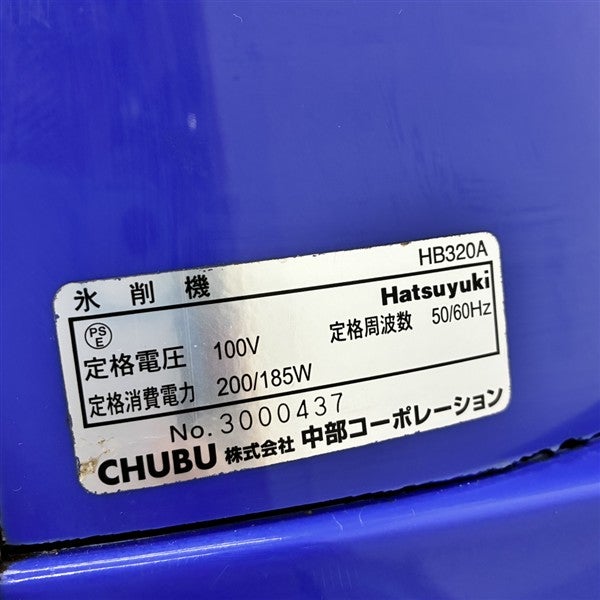 氷削機 HB320A
PSE Hatsuyuki
定格電圧 100V 定格周波数 50/60Hz
定格消費電力 200/185W
No. 3000437
CHUBU 株式会社 中部コーポレーション